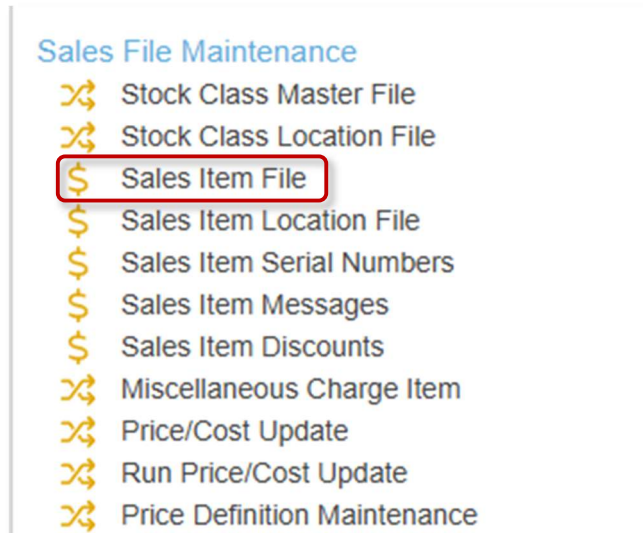 Sales File Maintenance
Stock Class Master File
Stock Class Location File
$ Sales Item File
$ Sales Item Location File
$ Sales Item Serial Numbers
$ Sales Item Messages
$ Sales Item Discounts
Miscellaneous Charge Item
Price/Cost Update
Run Price/Cost Update
Price Definition Maintenance